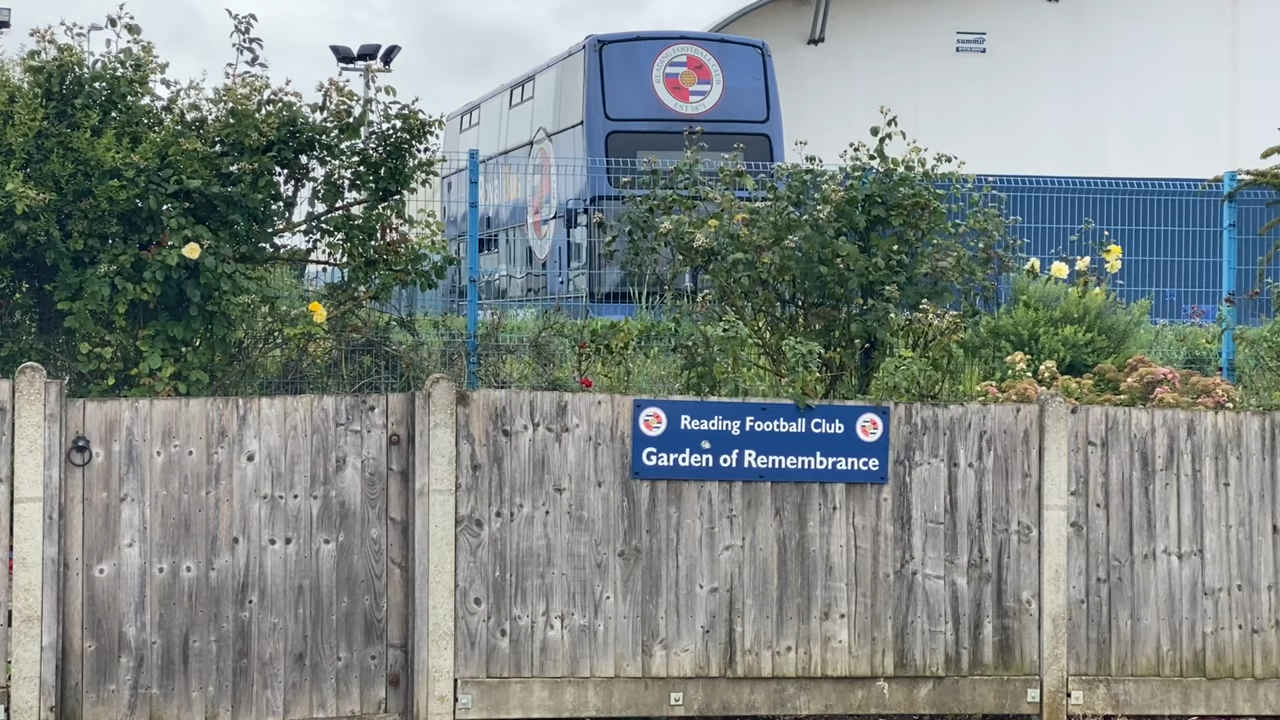 READING FOOTBALL CLUB
EST. 1871
summit
Reading Football Club
Garden of Remembrance